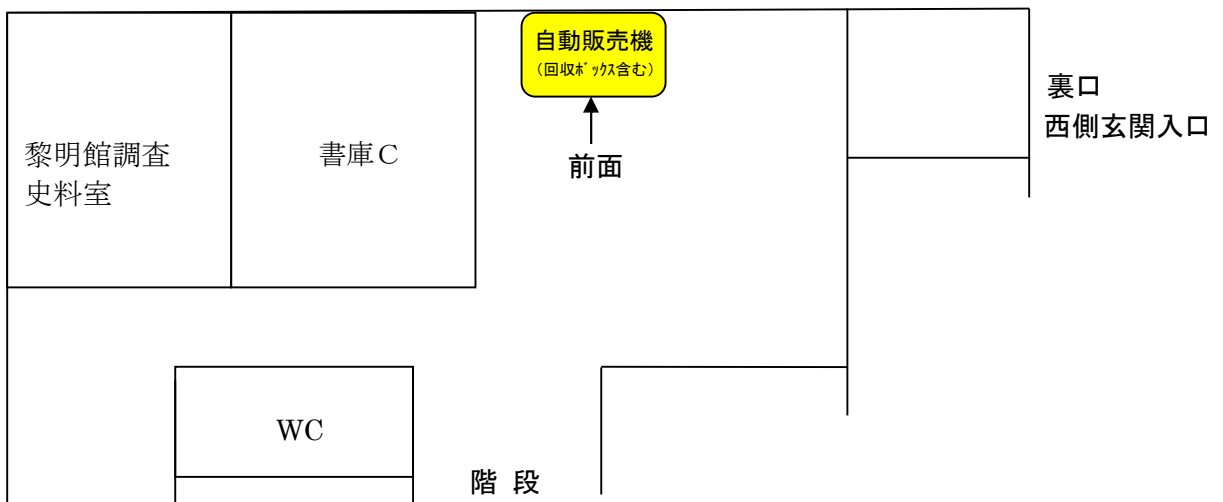 自動販売機
（回収ﾎﾞｯｸｽ含む）
前面
裏口
西側玄関入口
黎明館調査
史料室
書庫Ｃ
WC
階 段